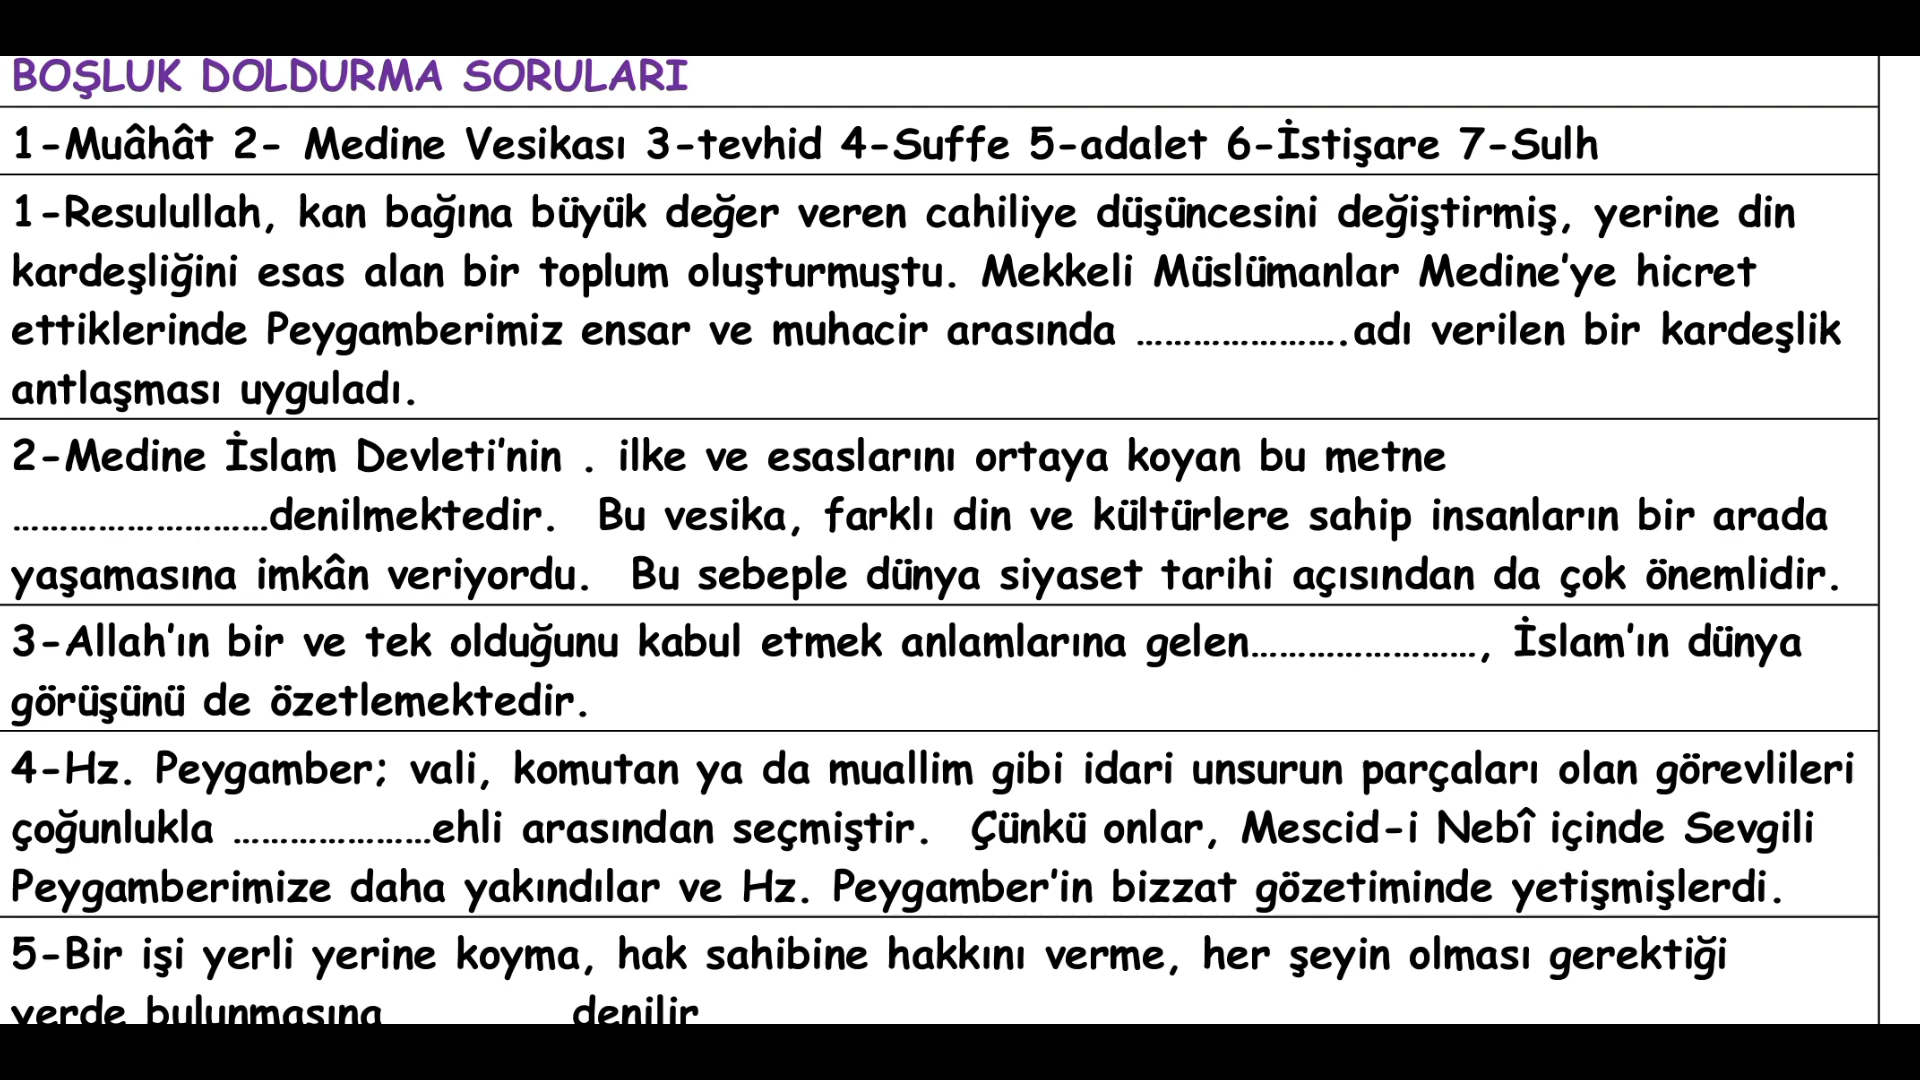 BOŞLUK DOLDURMA SORULARI
1-Muâhât 2- Medine Vesikası 3-tevhid 4-Suffe 5-adalet 6-İstişare 7-Sulh
1-Resulullah, kan bağına büyük değer veren cahiliye düşüncesini değiştirmiş, yerine din
kardeşliğini esas alan bir toplum oluşturmuştu. Mekkeli Müslümanlar Medine’ye hicret
ettiklerinde Peygamberimiz ensar ve muhacir arasında ………………….adı verilen bir kardeşlik
antlaşması uyguladı.
2-Medine İslam Devleti’nin . ilke ve esaslarını ortaya koyan bu metne
………………………denilmektedir.  Bu vesika, farklı din ve kültürlere sahip insanların bir arada
yaşamasına imkân veriyordu.  Bu sebeple dünya siyaset tarihi açısından da çok önemlidir.
3-Allah’ın bir ve tek olduğunu kabul etmek anlamlarına gelen……………………, İslam’ın dünya
görüşünü de özetlemektedir.
4-Hz. Peygamber; vali, komutan ya da muallim gibi idari unsurun parçaları olan görevlileri
çoğunlukla …………………ehli arasından seçmiştir.  Çünkü onlar, Mescid-i Nebî içinde Sevgili
Peygamberimize daha yakındılar ve Hz. Peygamber’in bizzat gözetiminde yetişmişlerdi.
5-Bir işi yerli yerine koyma, hak sahibine hakkını verme, her şeyin olması gerektiği
yerde bulunmasına denilir